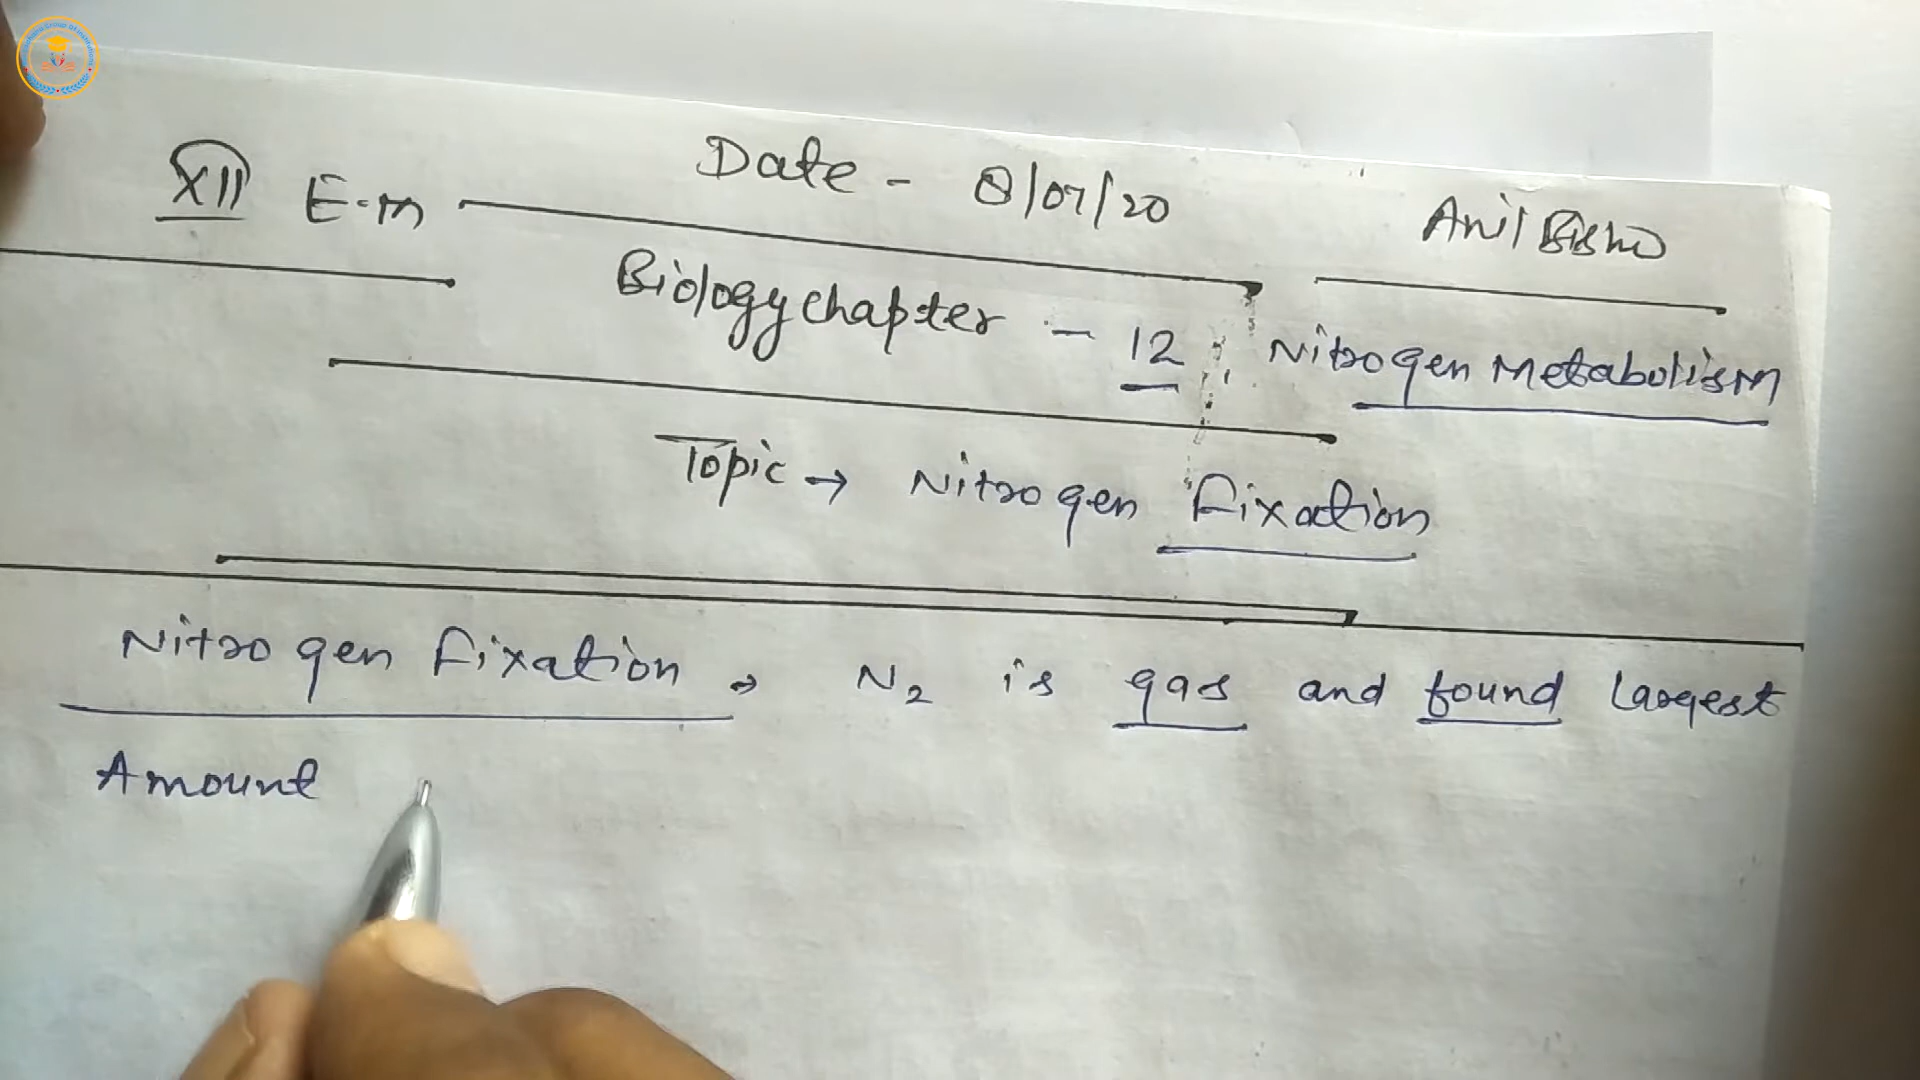 XII E-m Date - 8/07/20 Anil Bishno
Biology chapter - 12 Nitrogen Metabolism
Topic → Nitrogen Fixation
Nitrogen Fixation → N2 is gas and found Largest
Amount